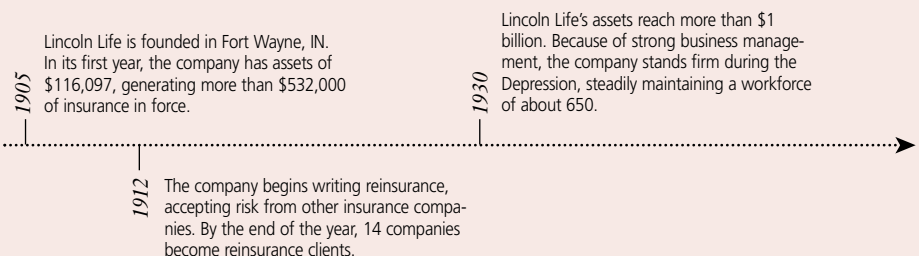 1905
Lincoln Life is founded in Fort Wayne, IN.
In its first year, the company has assets of
$116,097, generating more than $532,000
of insurance in force.
1912
The company begins writing reinsurance,
accepting risk from other insurance compa-
nies. By the end of the year, 14 companies
become reinsurance clients.
1930
Lincoln Life’s assets reach more than $1
billion. Because of strong business manage-
ment, the company stands firm during the
Depression, steadily maintaining a workforce
of about 650.